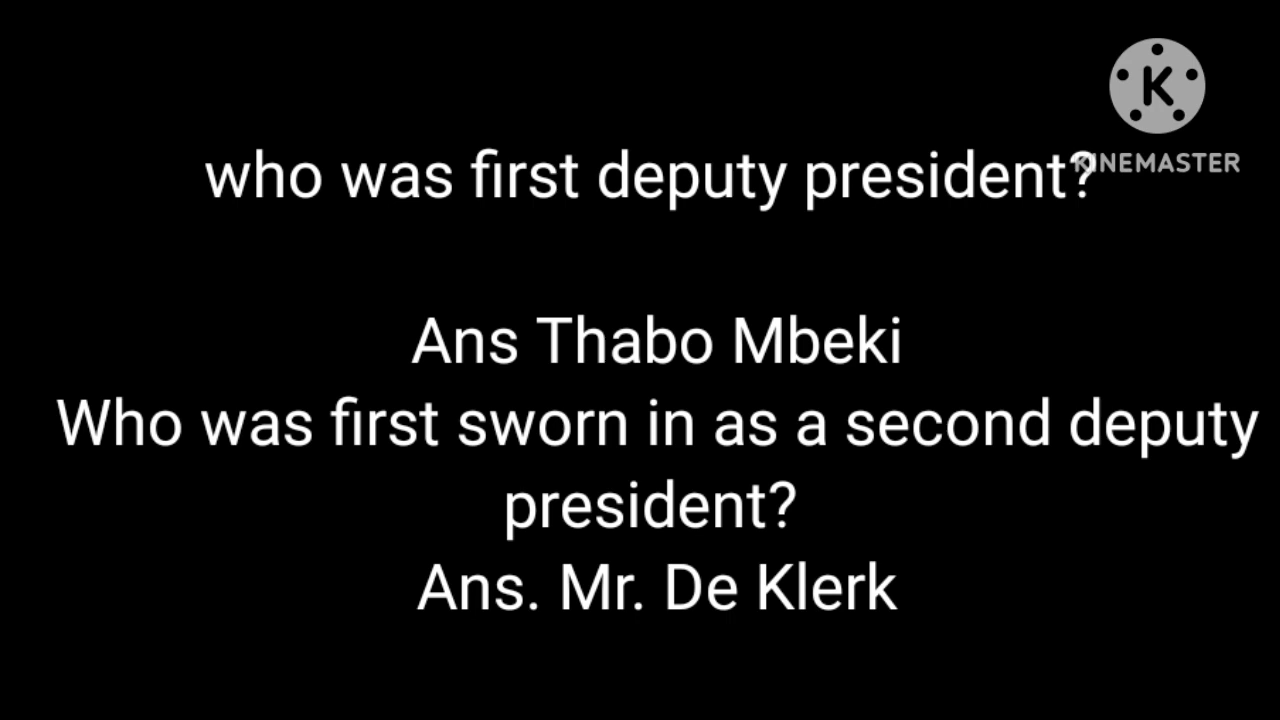 K
KINEMASTER
who was first deputy president?
Ans Thabo Mbeki
Who was first sworn in as a second deputy
president?
Ans. Mr. De Klerk